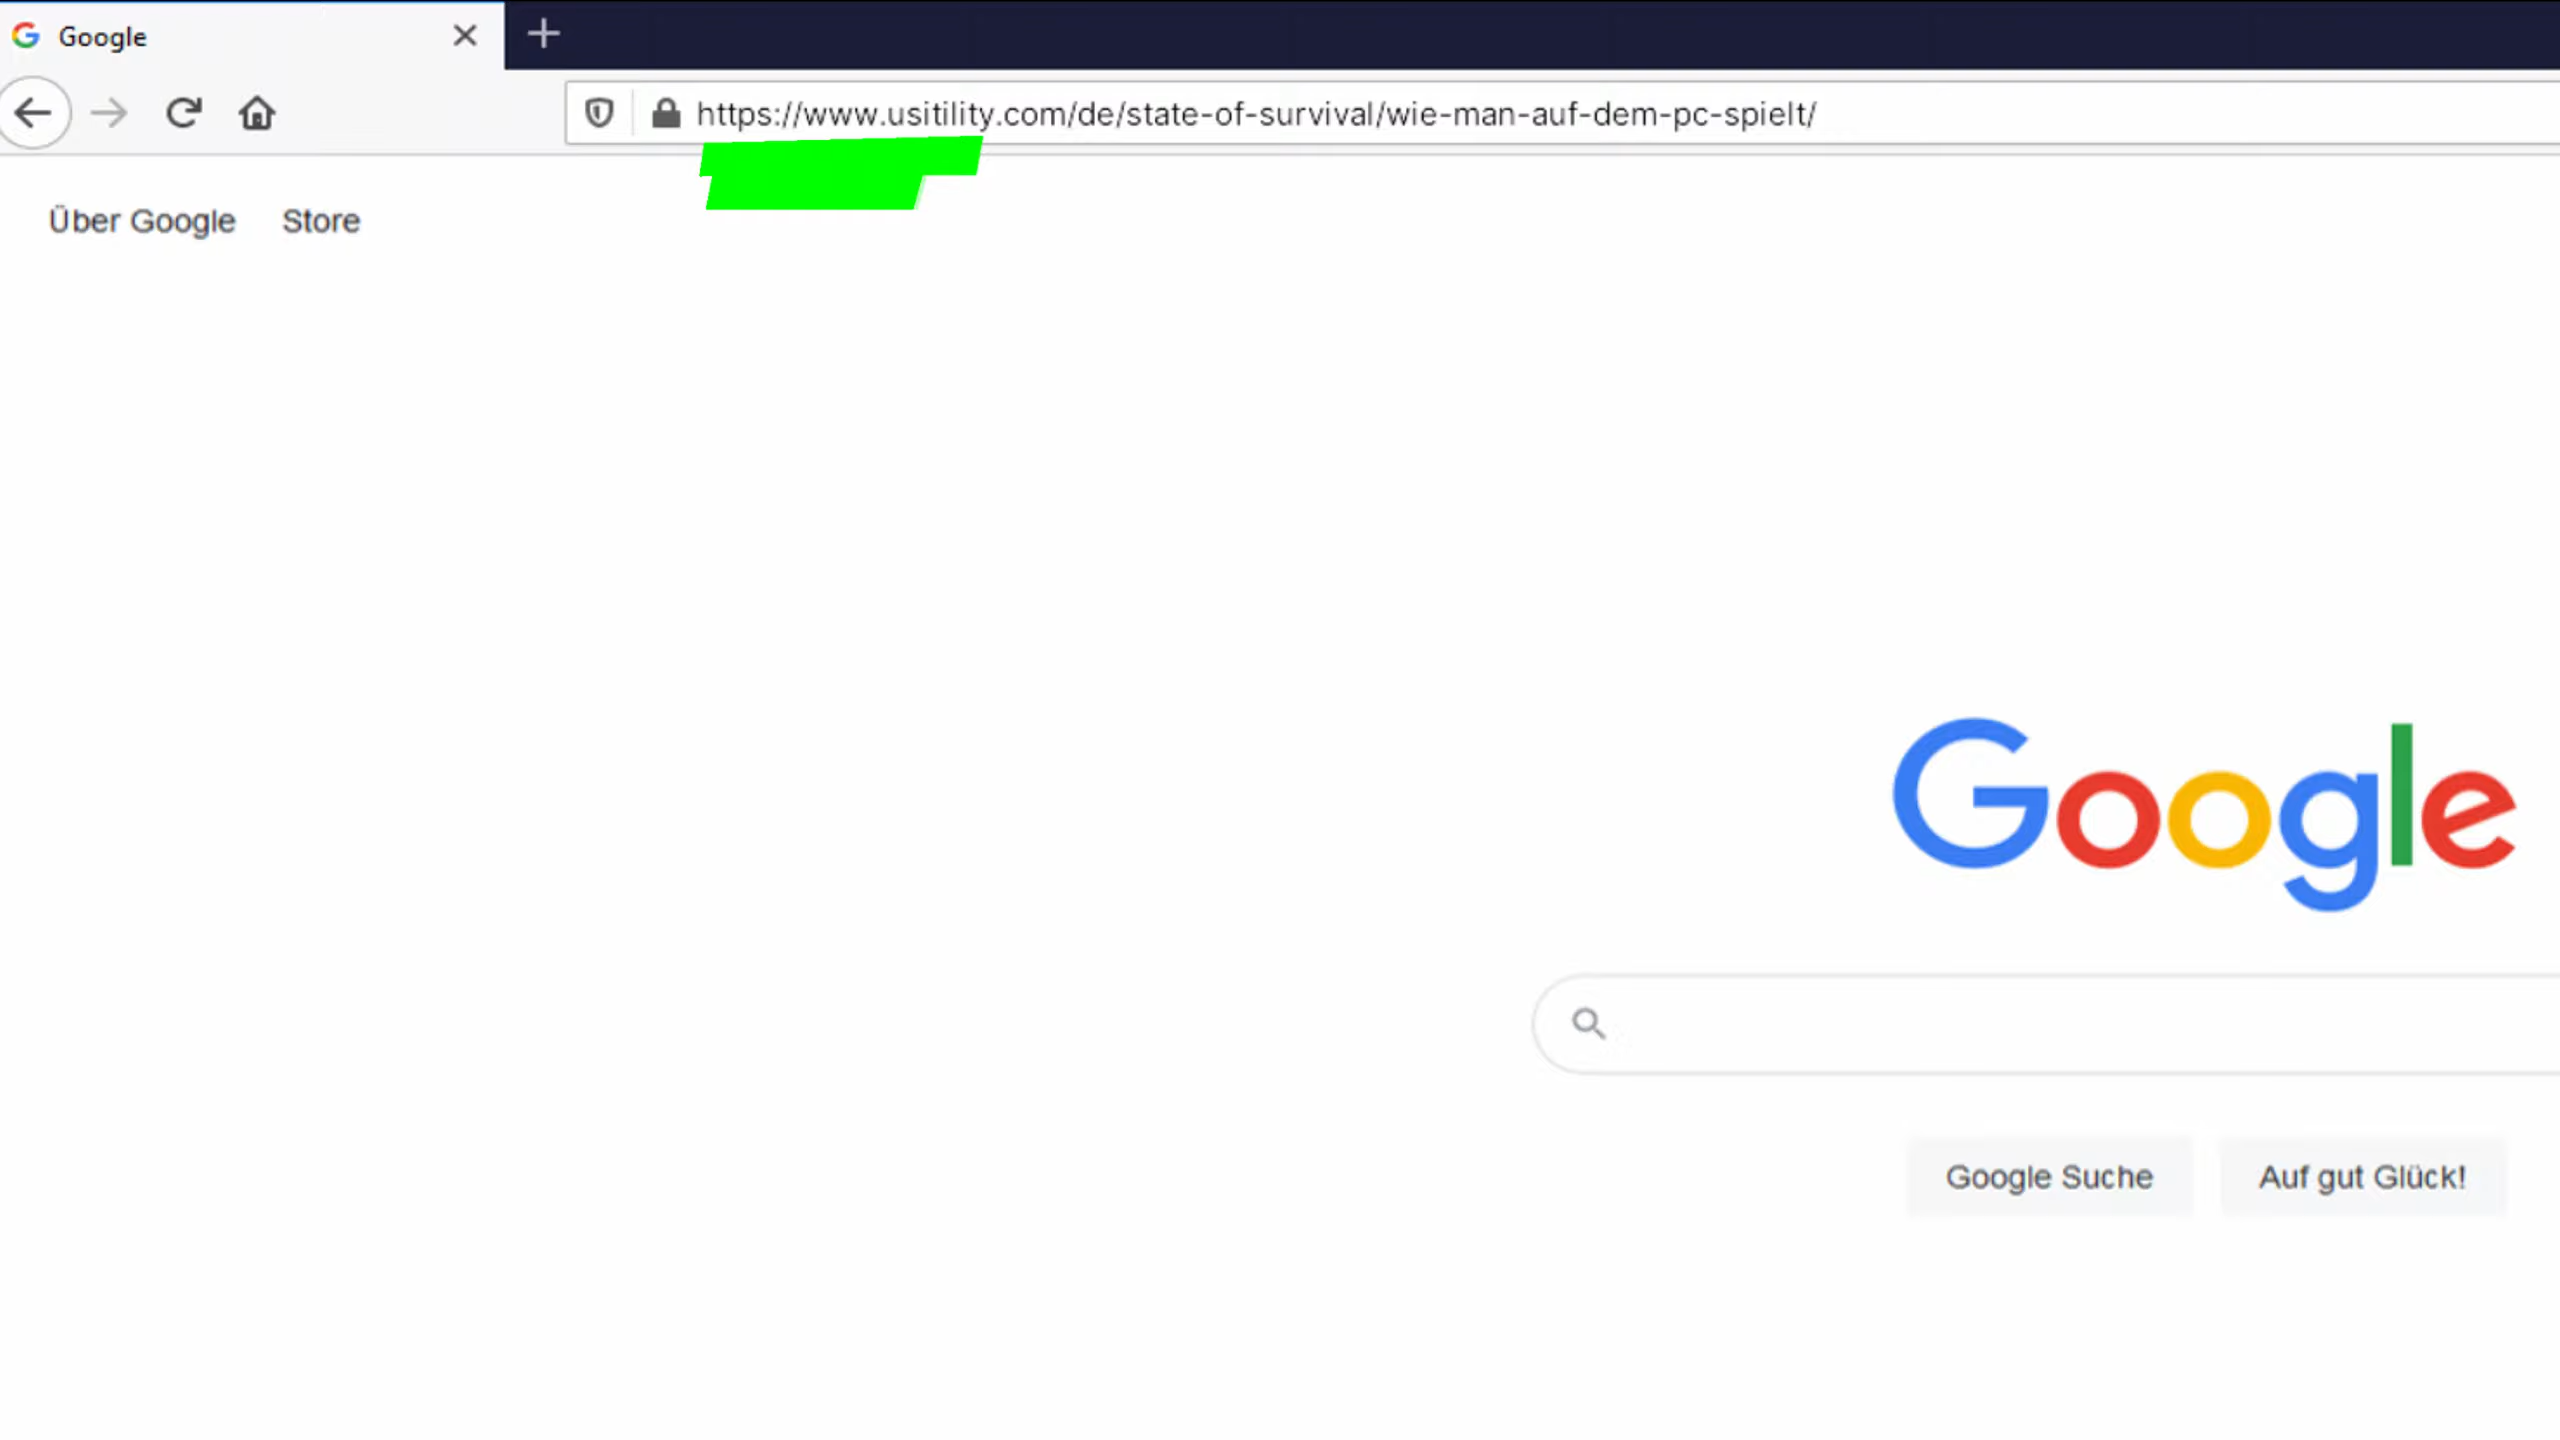 Google
https://www.usitility.com/de/state-of-survival/wie-man-auf-dem-pc-spielt/
Über Google Store
Google
Google Suche Auf gut Glück!